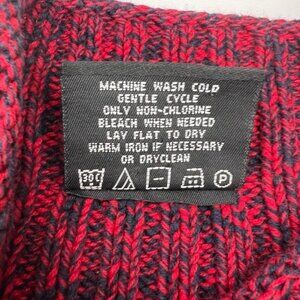 MACHINE WASH COLD
GENTLE CYCLE
ONLY NON-CHLORINE
BLEACH WHEN NEEDED
LAY FLAT TO DRY
WARM IRON IF NECESSARY
OR DRYCLEAN
30C P